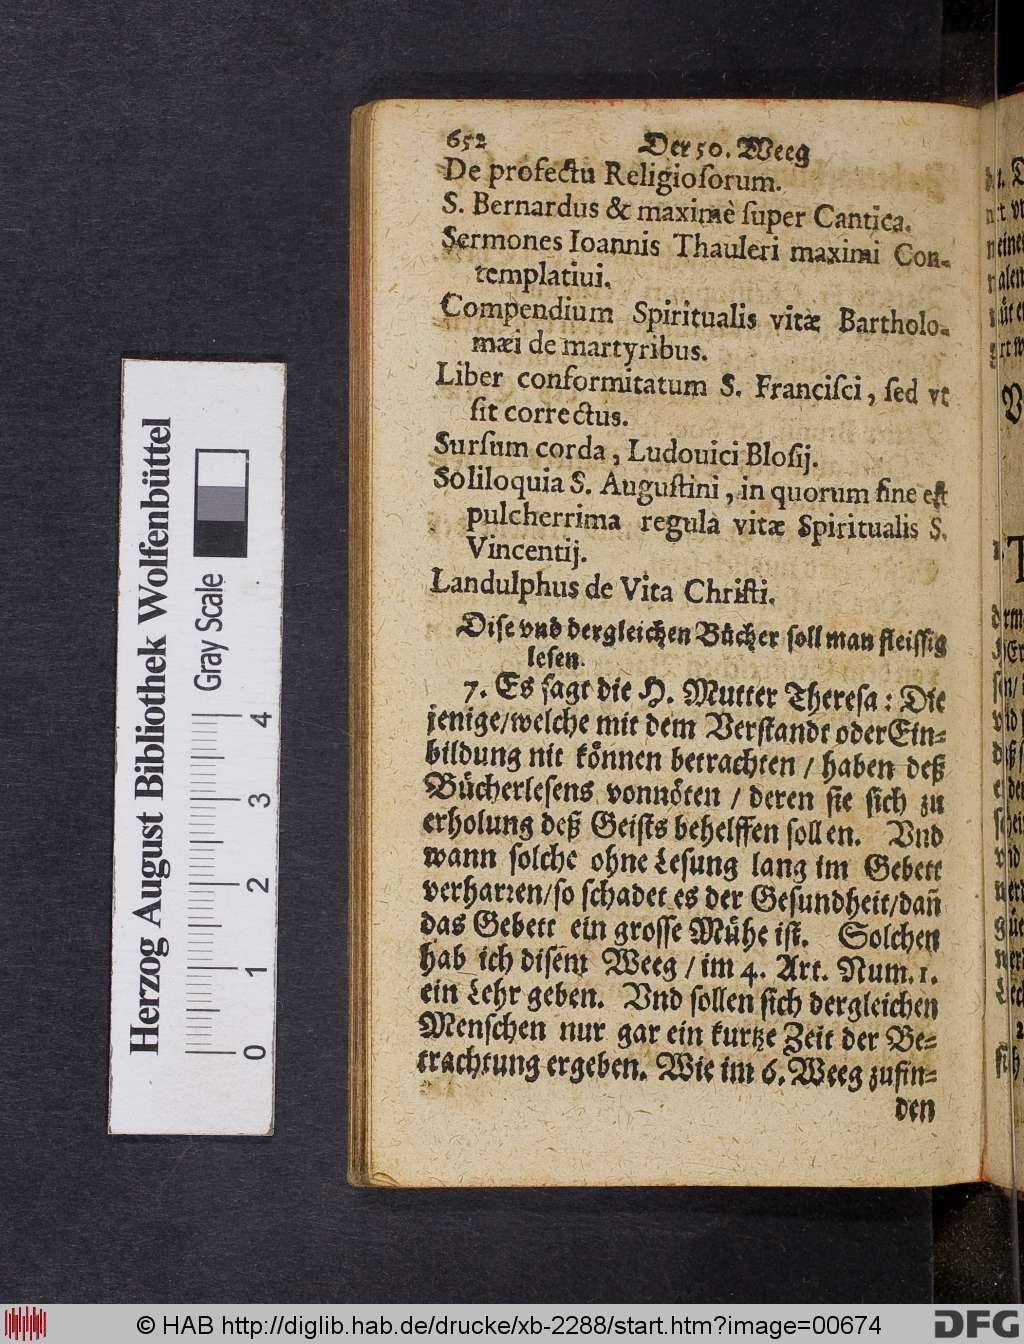 652 Der 50. Weeg
De profectu Religioſorum.
S. Bernardus & maximè ſuper Cantica.
Sermones Ioannis Thauleri maximi Con-
templatiui.
Compendium Spiritualis vitæ Bartholo-
mæi de martyribus.
Liber conformitatum S. Franciſci, ſed vt
ſit correctus.
Surſum corda, Ludouici Bloſij.
Soliloquia S. Auguſtini, in quorum fine eſt
pulcherrima regula vitæ Spiritualis S.
Vincentij.
Landulphus de Vita Chriſti.
Diſe vnd dergleichen Bücher ſoll man fleiſſig
leſen.
7. Es ſagt die H. Mutter Thereſa: Die
jenige/welche mit dem Verſtandt oder Ein-
bildung nit können betrachten / haben deß
Bücherleſens vonnöten / deren ſie ſich zu
erholung deß Geiſts behelffen ſollen. Vnd
wann ſolche ohne Leſung lang im Gebett
verharren/ſo ſchadet es der Geſundheit/dañ
das Gebett ein groſſe Mühe iſt. Solchen
hab ich diſem Weeg / im 4. Art. Num. 1.
ein Lehr geben. Vnd ſollen ſich dergleichen
Menſchen nur gar ein kurtze Zeit der Be-
trachtung ergeben. Wie im 6. Weeg zufin-
den
Herzog August Bibliothek Wolfenbüttel
Gray Scale
0 1 2 3 4
© HAB http://diglib.hab.de/drucke/xb-2288/start.htm?image=00674
DFG